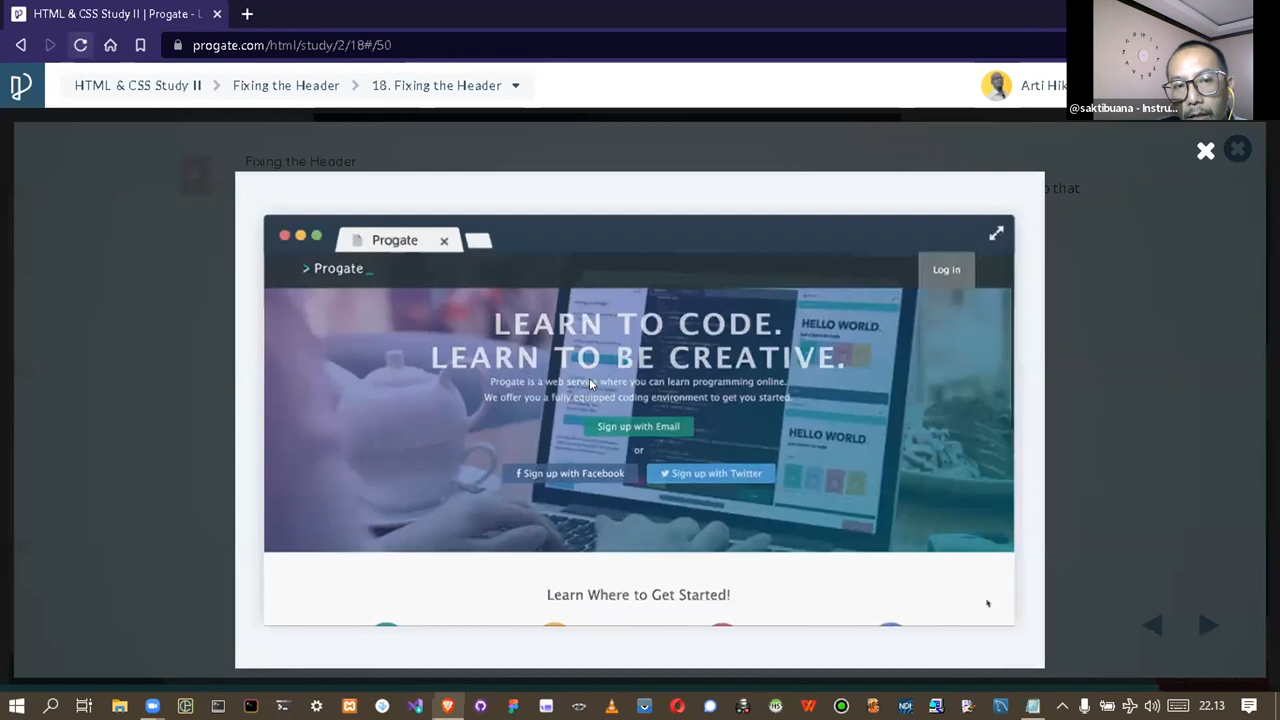 HTML & CSS Study II | Progate - L
progate.com/html/study/2/18#/50
HTML & CSS Study II
Fixing the Header
18. Fixing the Header
Arti Hik
@saktibuana - Instru...
Fixing the Header
that
Progate
> Progate_
Log in
HELLO WORLD.
LEARN TO CODE.
LEARN TO BE CREATIVE.
Progate is a web service where you can learn programming online.
We offer you a fully equipped coding environment to get you started.
Sign up with Email
HELLO WORLD.
or
f Sign up with Facebook
Sign up with Twitter
Learn Where to Get Started!
22.13